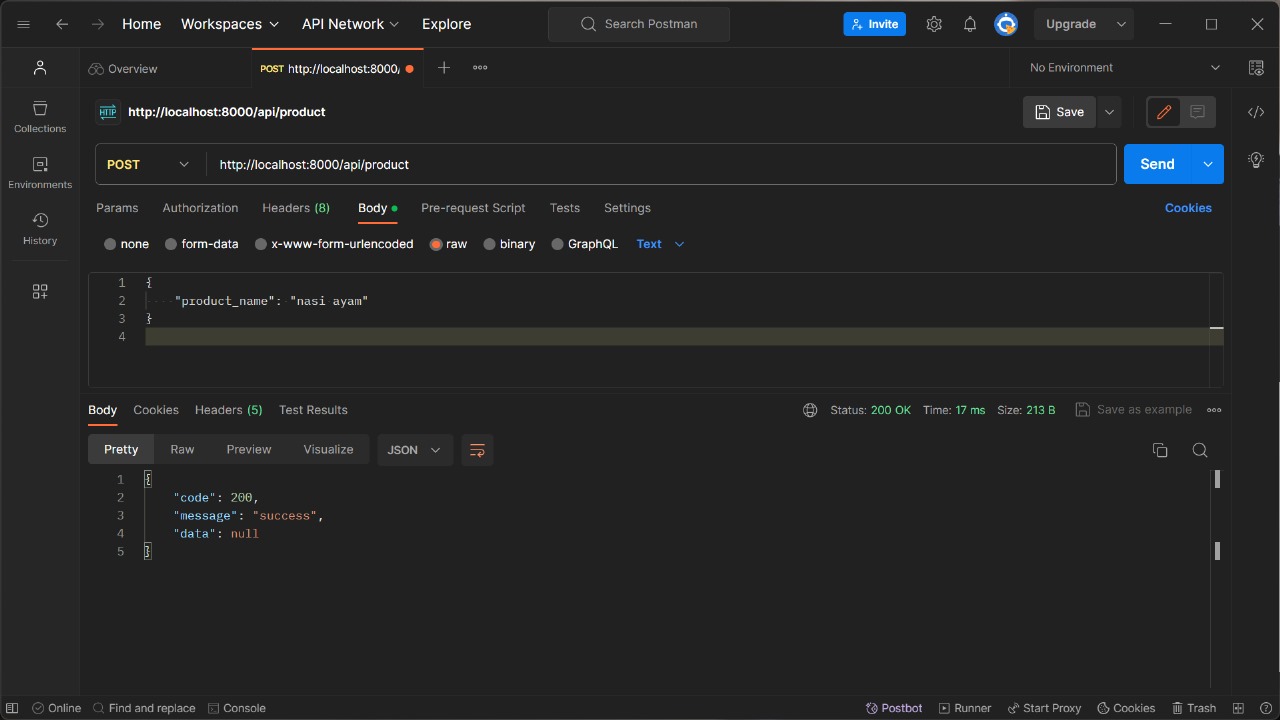 Home Workspaces API Network Explore Search Postman Invite Upgrade
Overview POST http://localhost:8000/ No Environment
Collections
Environments
History
HTTP http://localhost:8000/api/product Save
POST http://localhost:8000/api/product Send
Params Authorization Headers (8) Body Pre-request Script Tests Settings Cookies
none form-data x-www-form-urlencoded raw binary GraphQL Text
1 {
2 "product_name": "nasi ayam"
3 }
4
Body Cookies Headers (5) Test Results Status: 200 OK Time: 17 ms Size: 213 B Save as example
Pretty Raw Preview Visualize JSON
1 {
2 "code": 200,
3 "message": "success",
4 "data": null
5 }
Online Find and replace Console Postbot Runner Start Proxy Cookies Trash